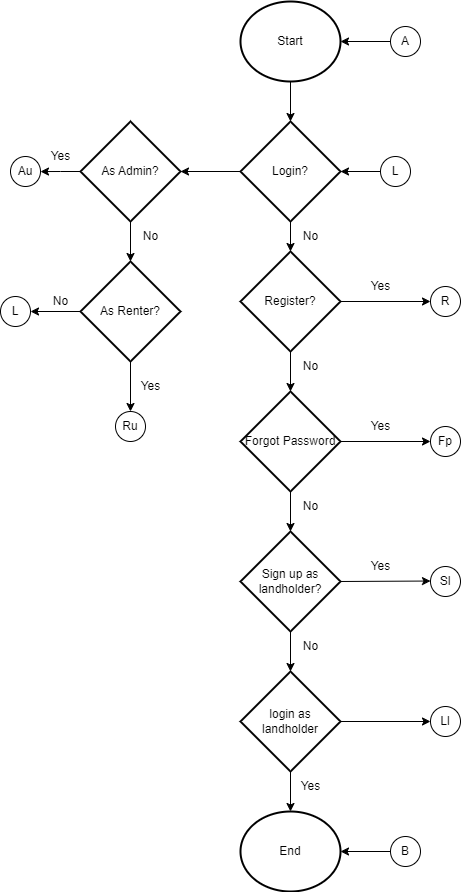 Start
A
Yes
Au
As Admin?
Login?
L
No
No
L
No
As Renter?
Register?
Yes
R
Yes
No
Ru
Forgot Password
Yes
Fp
No
Sign up as
landholder?
Yes
Sl
No
login as
landholder
Ll
Yes
End
B